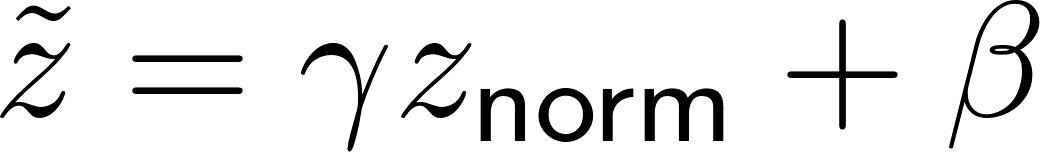 z̃ = γz_norm + β